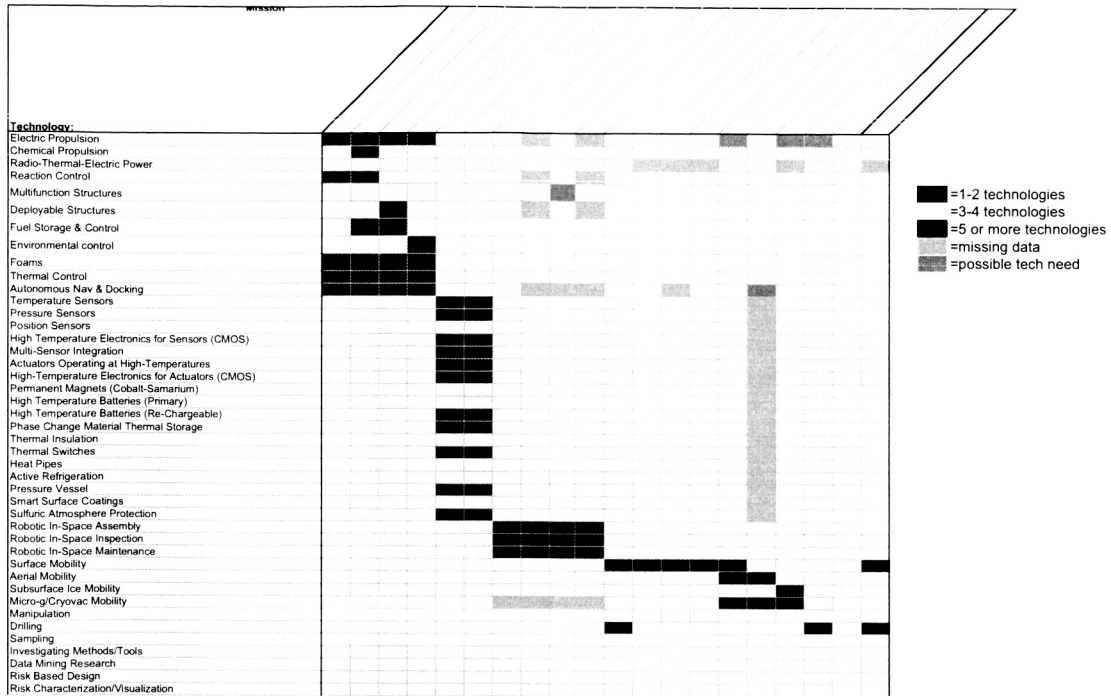 Mission
Technology:
Electric Propulsion
Chemical Propulsion
Radio-Thermal-Electric Power
Reaction Control
Multifunction Structures
Deployable Structures
Fuel Storage & Control
Environmental control
Foams
Thermal Control
Autonomous Nav & Docking
Temperature Sensors
Pressure Sensors
Position Sensors
High Temperature Electronics for Sensors (CMOS)
Multi-Sensor Integration
Actuators Operating at High-Temperatures
High-Temperature Electronics for Actuators (CMOS)
Permanent Magnets (Cobalt-Samarium)
High Temperature Batteries (Primary)
High Temperature Batteries (Re-Chargeable)
Phase Change Material Thermal Storage
Thermal Insulation
Thermal Switches
Heat Pipes
Active Refrigeration
Pressure Vessel
Smart Surface Coatings
Sulfuric Atmosphere Protection
Robotic In-Space Assembly
Robotic In-Space Inspection
Robotic In-Space Maintenance
Surface Mobility
Aerial Mobility
Subsurface Ice Mobility
Micro-g/Cryovac Mobility
Manipulation
Drilling
Sampling
Investigating Methods/Tools
Data Mining Research
Risk Based Design
Risk Characterization/Visualization
=1-2 technologies
=3-4 technologies
=5 or more technologies
=missing data
=possible tech need